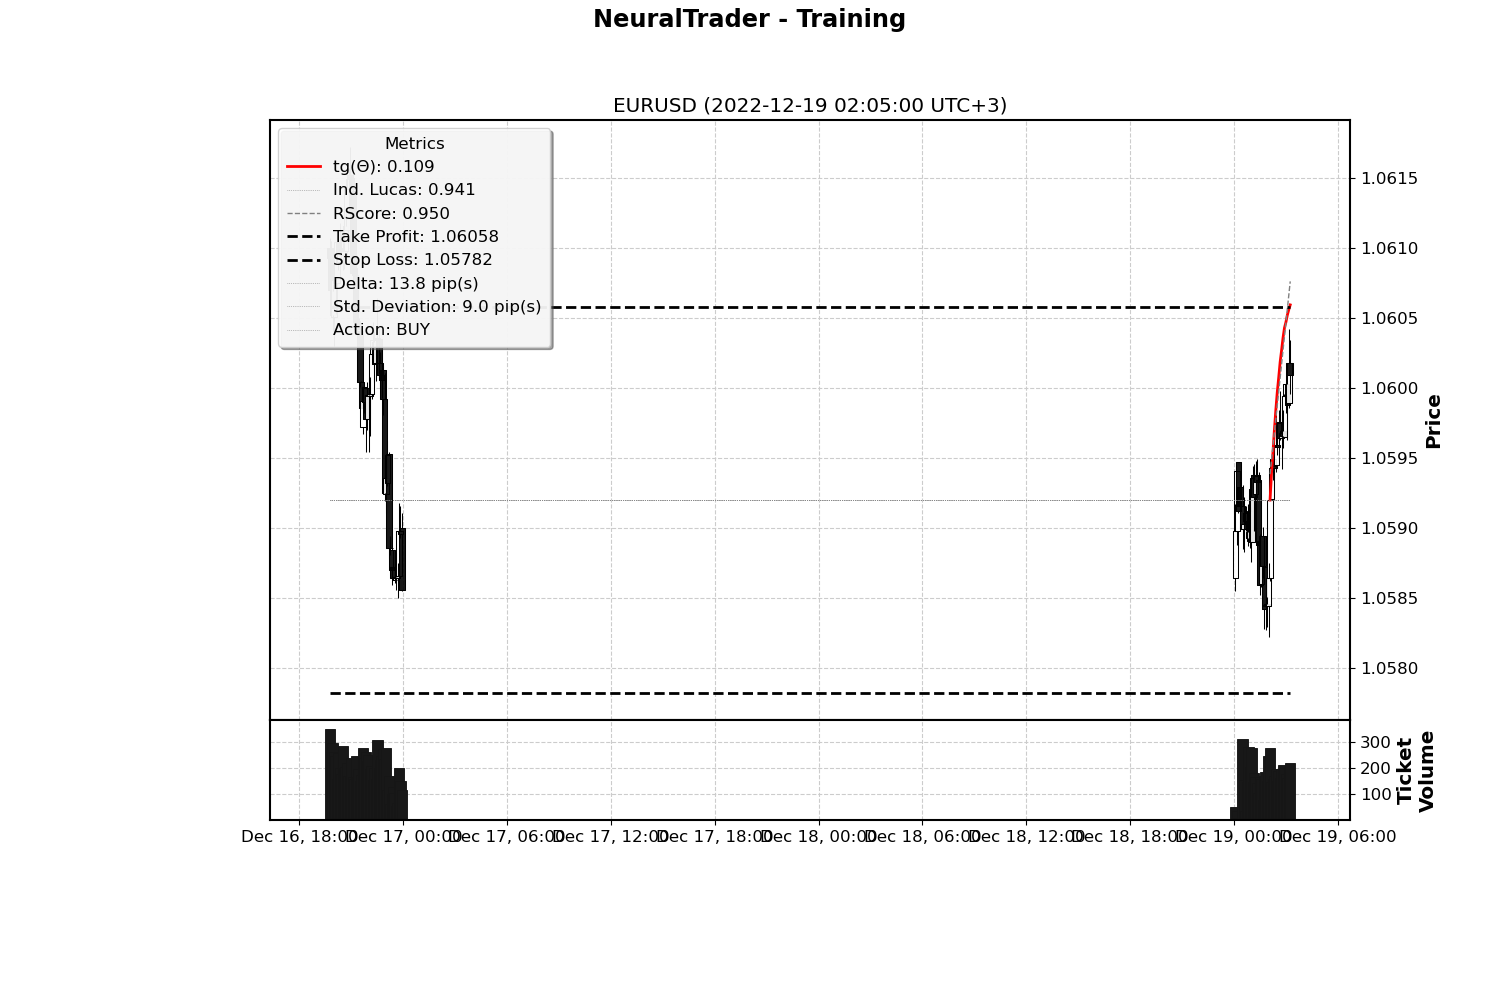 NeuralTrader - Training
EURUSD (2022-12-19 02:05:00 UTC+3)
Metrics
tg(Θ): 0.109
Ind. Lucas: 0.941
RScore: 0.950
Take Profit: 1.06058
Stop Loss: 1.05782
Delta: 13.8 pip(s)
Std. Deviation: 9.0 pip(s)
Action: BUY
1.0615
1.0610
1.0605
1.0600
1.0595
1.0590
1.0585
1.0580
Price
300
200
100
Ticket
Volume
Dec 16, 18:00
Dec 17, 00:00
Dec 17, 06:00
Dec 17, 12:00
Dec 17, 18:00
Dec 18, 00:00
Dec 18, 06:00
Dec 18, 12:00
Dec 18, 18:00
Dec 19, 00:00
Dec 19, 06:00